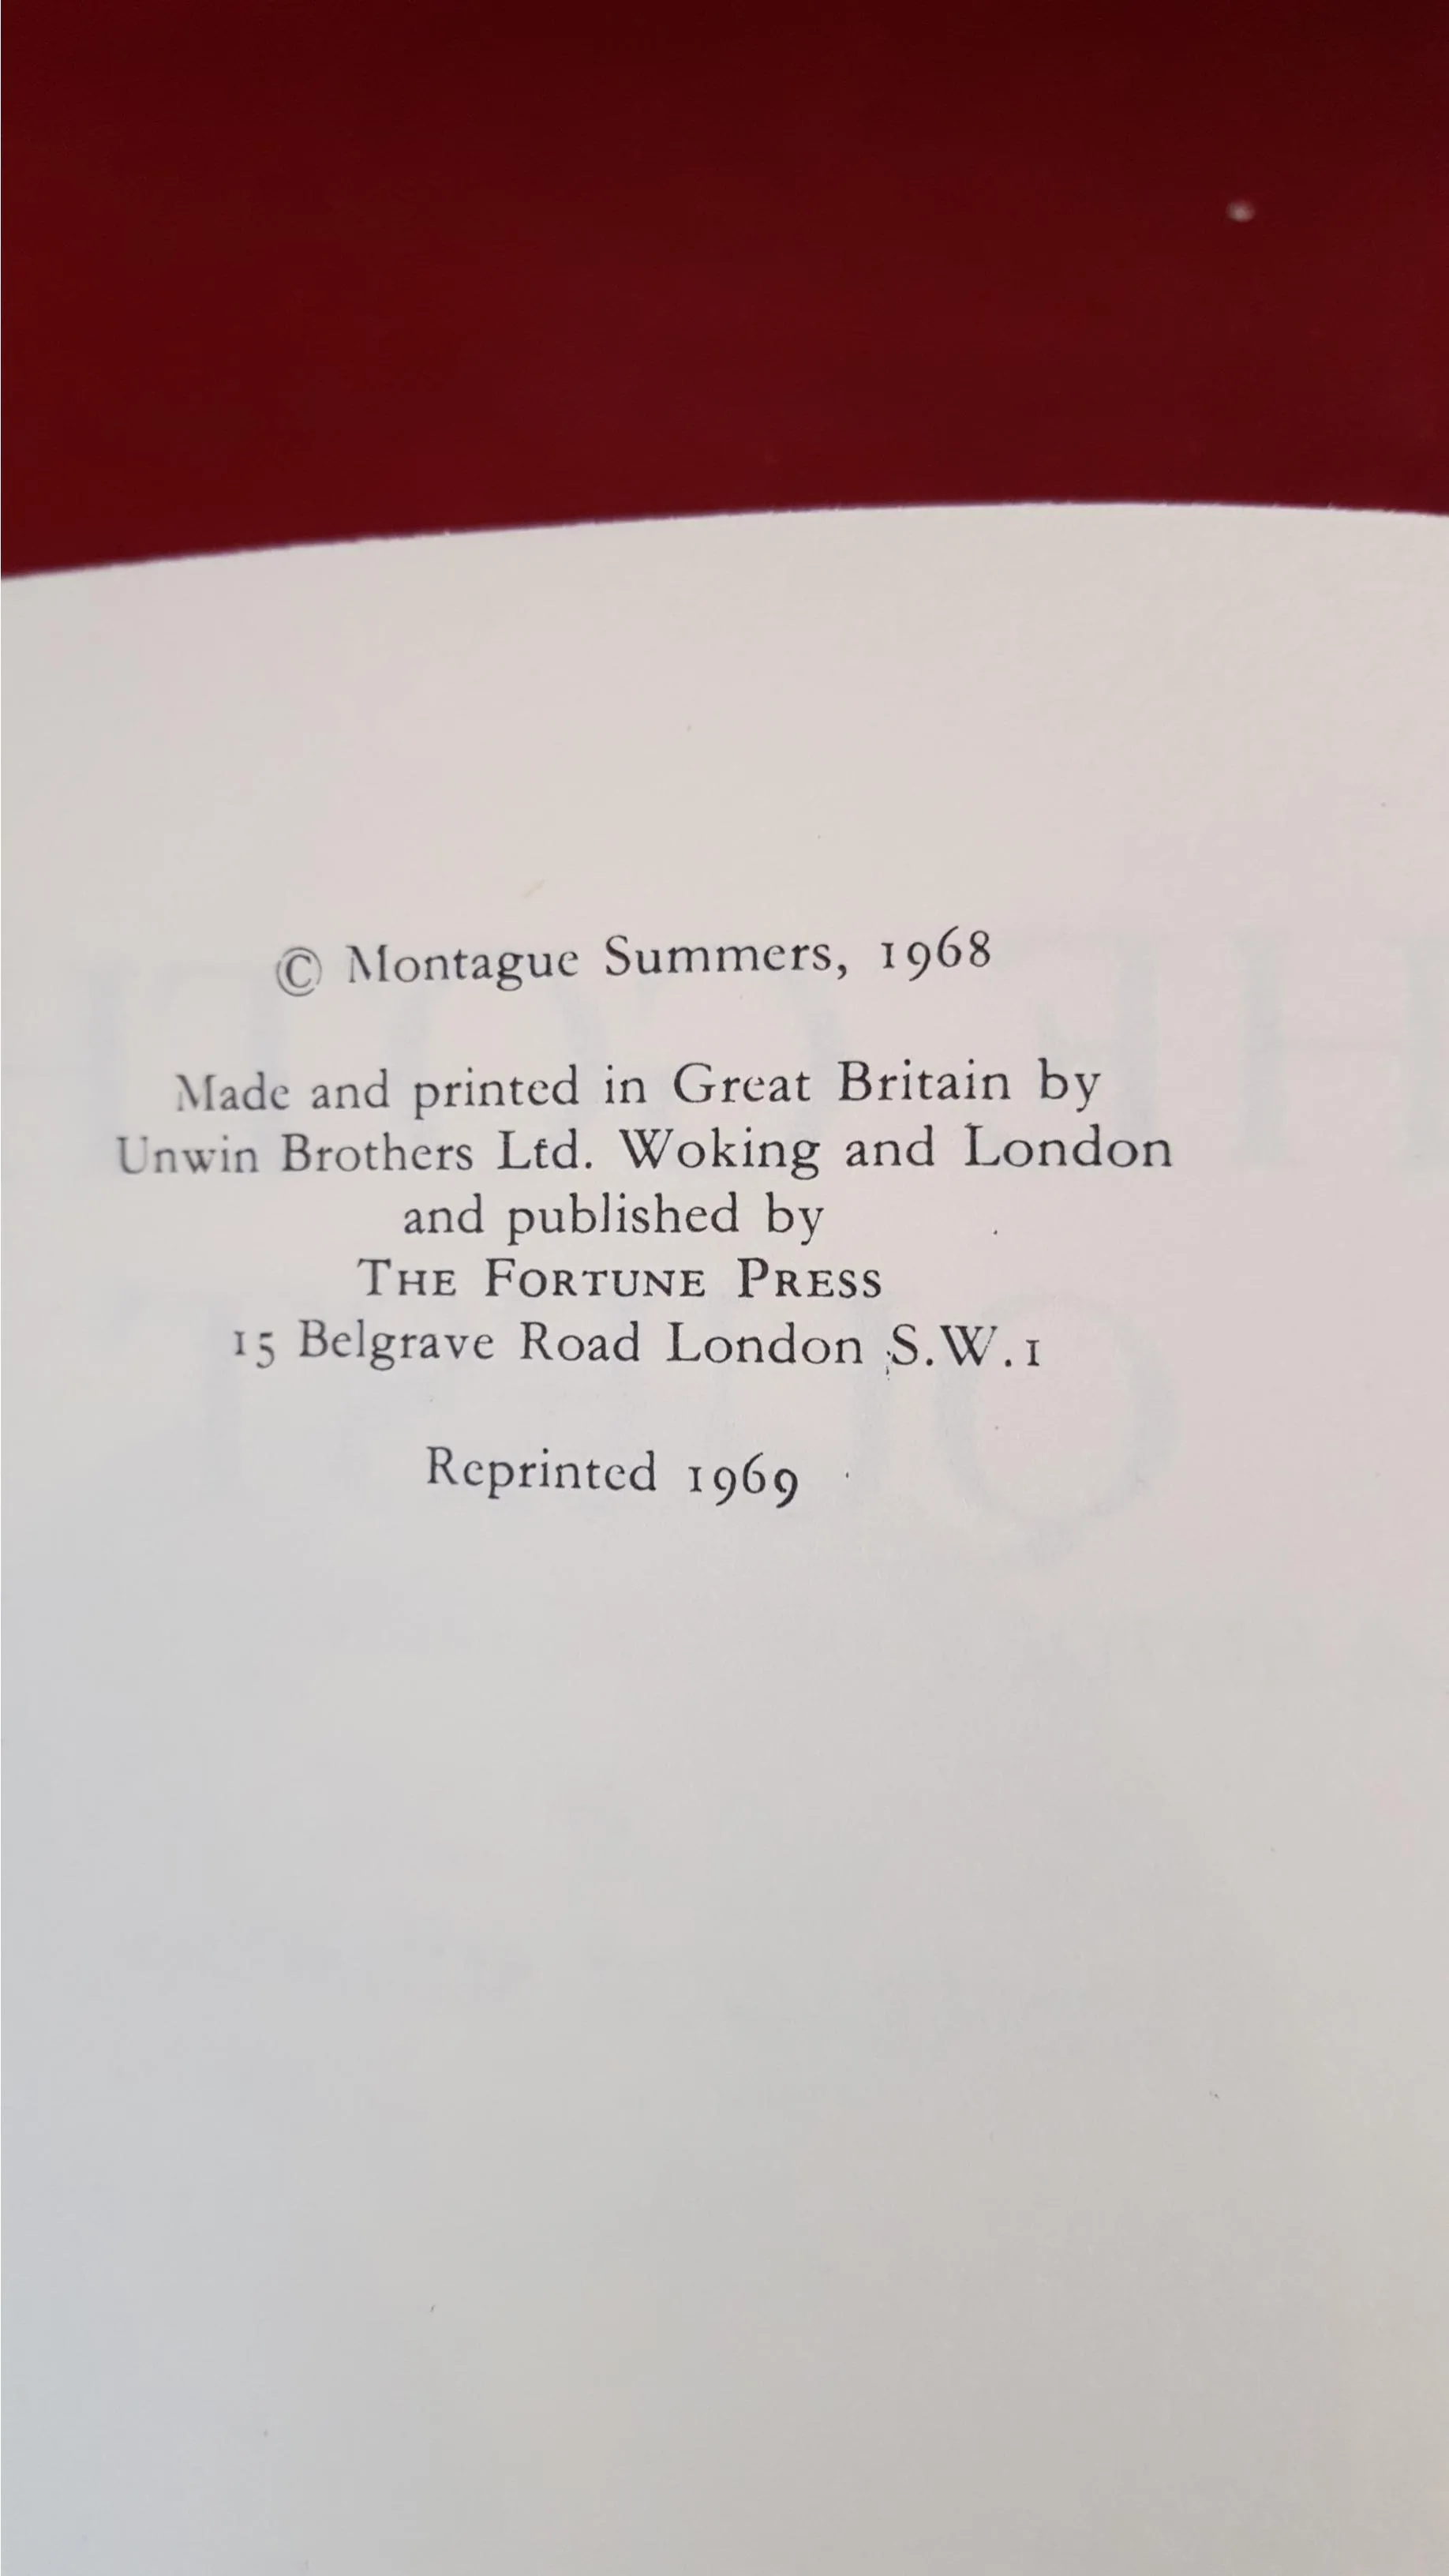 © Montague Summers, 1968
Made and printed in Great Britain by
Unwin Brothers Ltd. Woking and London
and published by
THE FORTUNE PRESS
15 Belgrave Road London S.W.1
Reprinted 1969